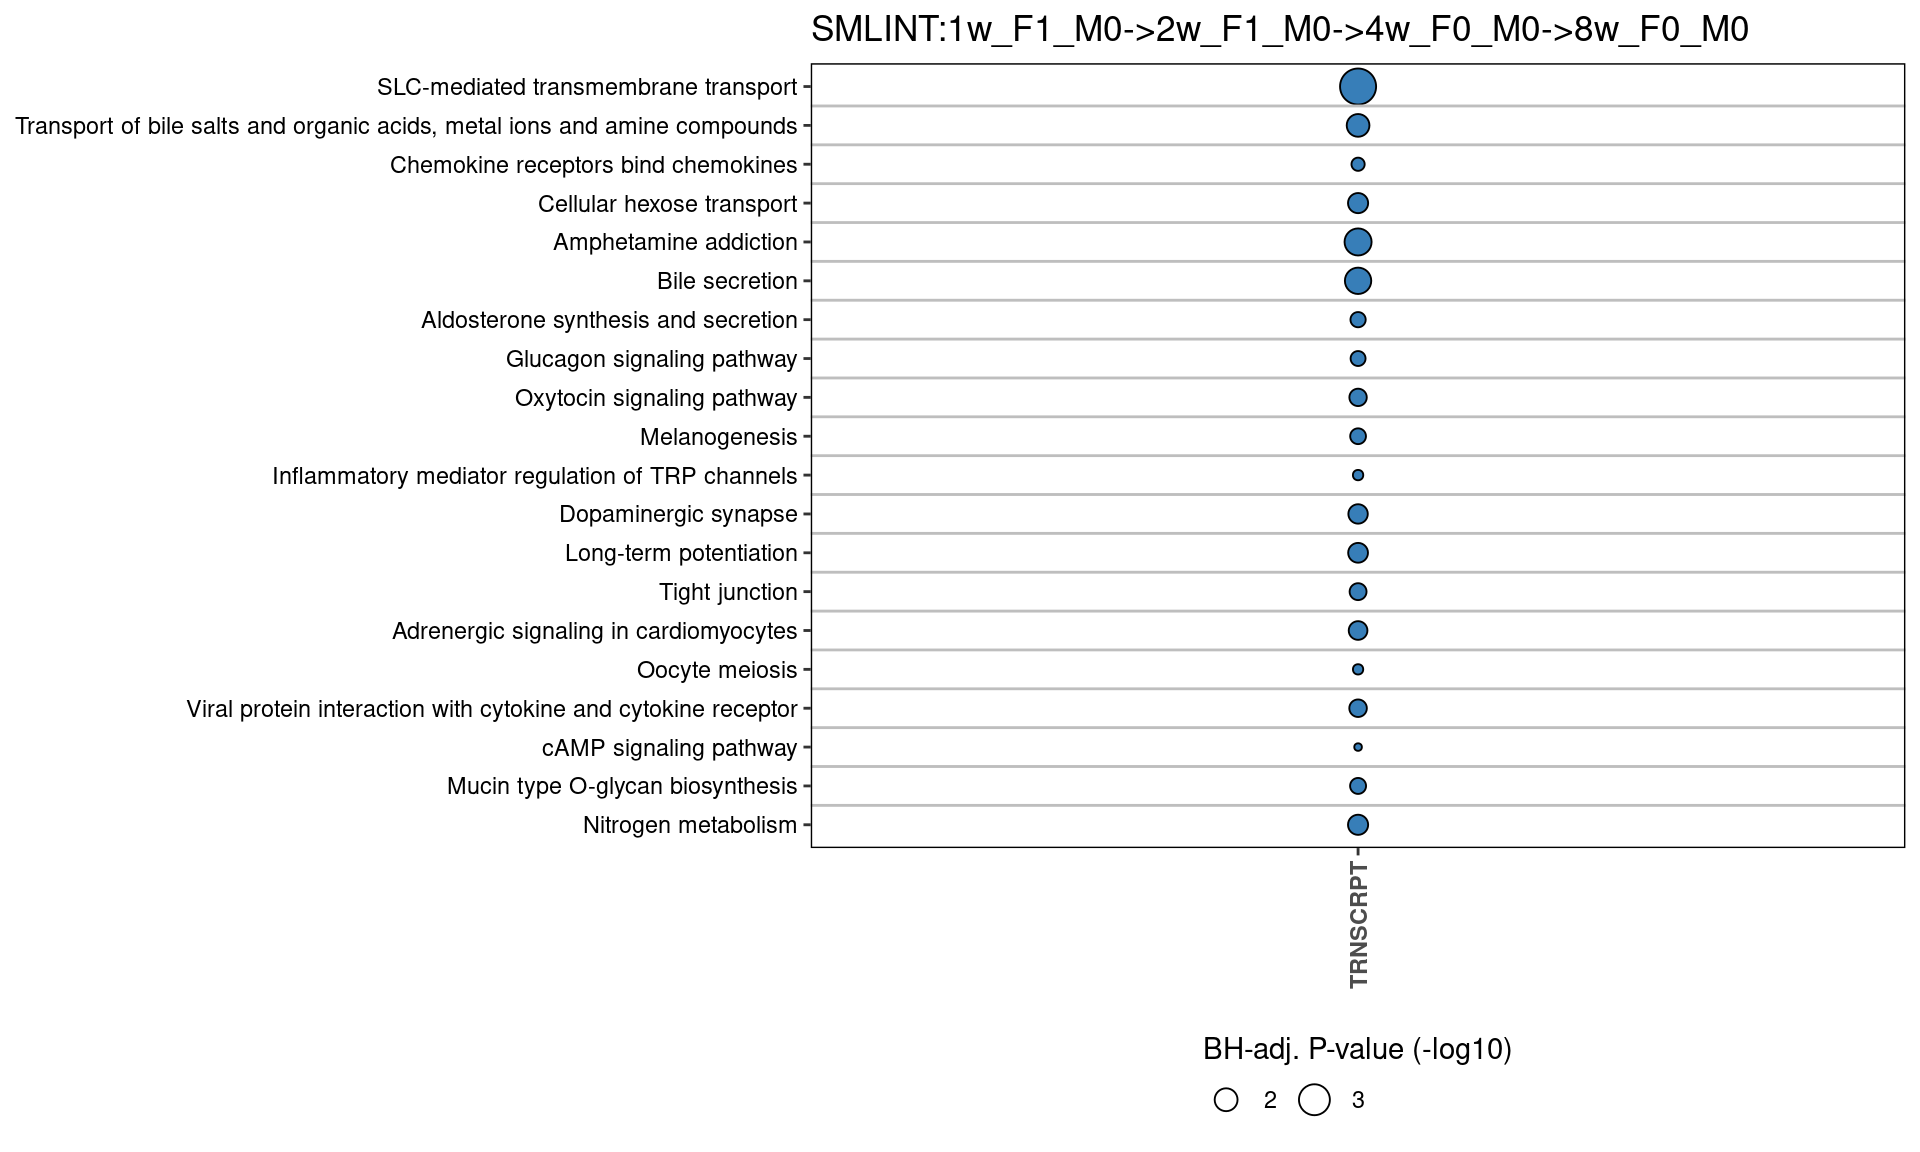 SMLINT:1w_F1_M0->2w_F1_M0->4w_F0_M0->8w_F0_M0
SLC-mediated transmembrane transport
Transport of bile salts and organic acids, metal ions and amine compounds
Chemokine receptors bind chemokines
Cellular hexose transport
Amphetamine addiction
Bile secretion
Aldosterone synthesis and secretion
Glucagon signaling pathway
Oxytocin signaling pathway
Melanogenesis
Inflammatory mediator regulation of TRP channels
Dopaminergic synapse
Long-term potentiation
Tight junction
Adrenergic signaling in cardiomyocytes
Oocyte meiosis
Viral protein interaction with cytokine and cytokine receptor
cAMP signaling pathway
Mucin type O-glycan biosynthesis
Nitrogen metabolism
TRNSCRPT
BH-adj. P-value (-log10)
2 3